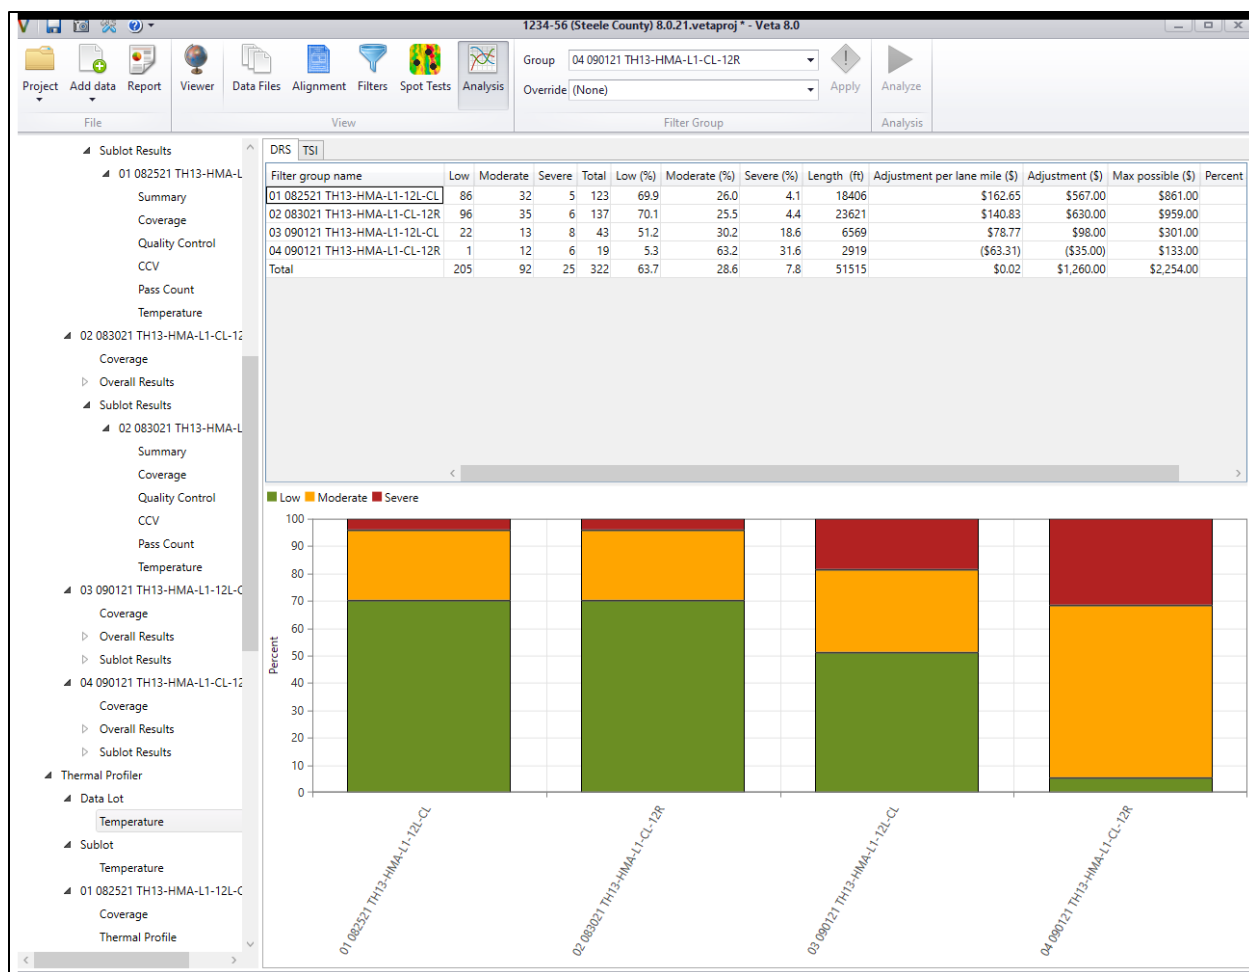 1234-56 (Steele County) 8.0.21.vetaproj * - Veta 8.0
Project Add data Report Viewer Data Files Alignment Filters Spot Tests Analysis
Group 04 090121 TH13-HMA-L1-CL-12R
Override (None)
Apply Analyze
File View Filter Group Analysis
Sublot Results
01 082521 TH13-HMA-L
Summary
Coverage
Quality Control
CCV
Pass Count
Temperature
02 083021 TH13-HMA-L1-CL-12
Coverage
Overall Results
Sublot Results
02 083021 TH13-HMA-L
Summary
Coverage
Quality Control
CCV
Pass Count
Temperature
03 090121 TH13-HMA-L1-12L-C
Coverage
Overall Results
Sublot Results
04 090121 TH13-HMA-L1-CL-12
Coverage
Overall Results
Sublot Results
Thermal Profiler
Data Lot
Temperature
Sublot
Temperature
01 082521 TH13-HMA-L1-12L-C
Coverage
Thermal Profile
DRS TSI
Filter group name Low Moderate Severe Total Low (%) Moderate (%) Severe (%) Length (ft) Adjustment per lane mile ($) Adjustment ($) Max possible ($) Percent
01 082521 TH13-HMA-L1-12L-CL 86 32 5 123 69.9 26.0 4.1 18406 $162.65 $567.00 $861.00
02 083021 TH13-HMA-L1-CL-12R 96 35 6 137 70.1 25.5 4.4 23621 $140.83 $630.00 $959.00
03 090121 TH13-HMA-L1-12L-CL 22 13 8 43 51.2 30.2 18.6 6569 $78.77 $98.00 $301.00
04 090121 TH13-HMA-L1-CL-12R 1 12 6 19 5.3 63.2 31.6 2919 ($63.31) ($35.00) $133.00
Total 205 92 25 322 63.7 28.6 7.8 51515 $0.02 $1,260.00 $2,254.00
Low Moderate Severe
100
90
80
70
60
50
40
30
20
10
0
Percent
01 082521 TH13-HMA-L1-12L-CL
02 083021 TH13-HMA-L1-CL-12R
03 090121 TH13-HMA-L1-12L-CL
04 090121 TH13-HMA-L1-CL-12R